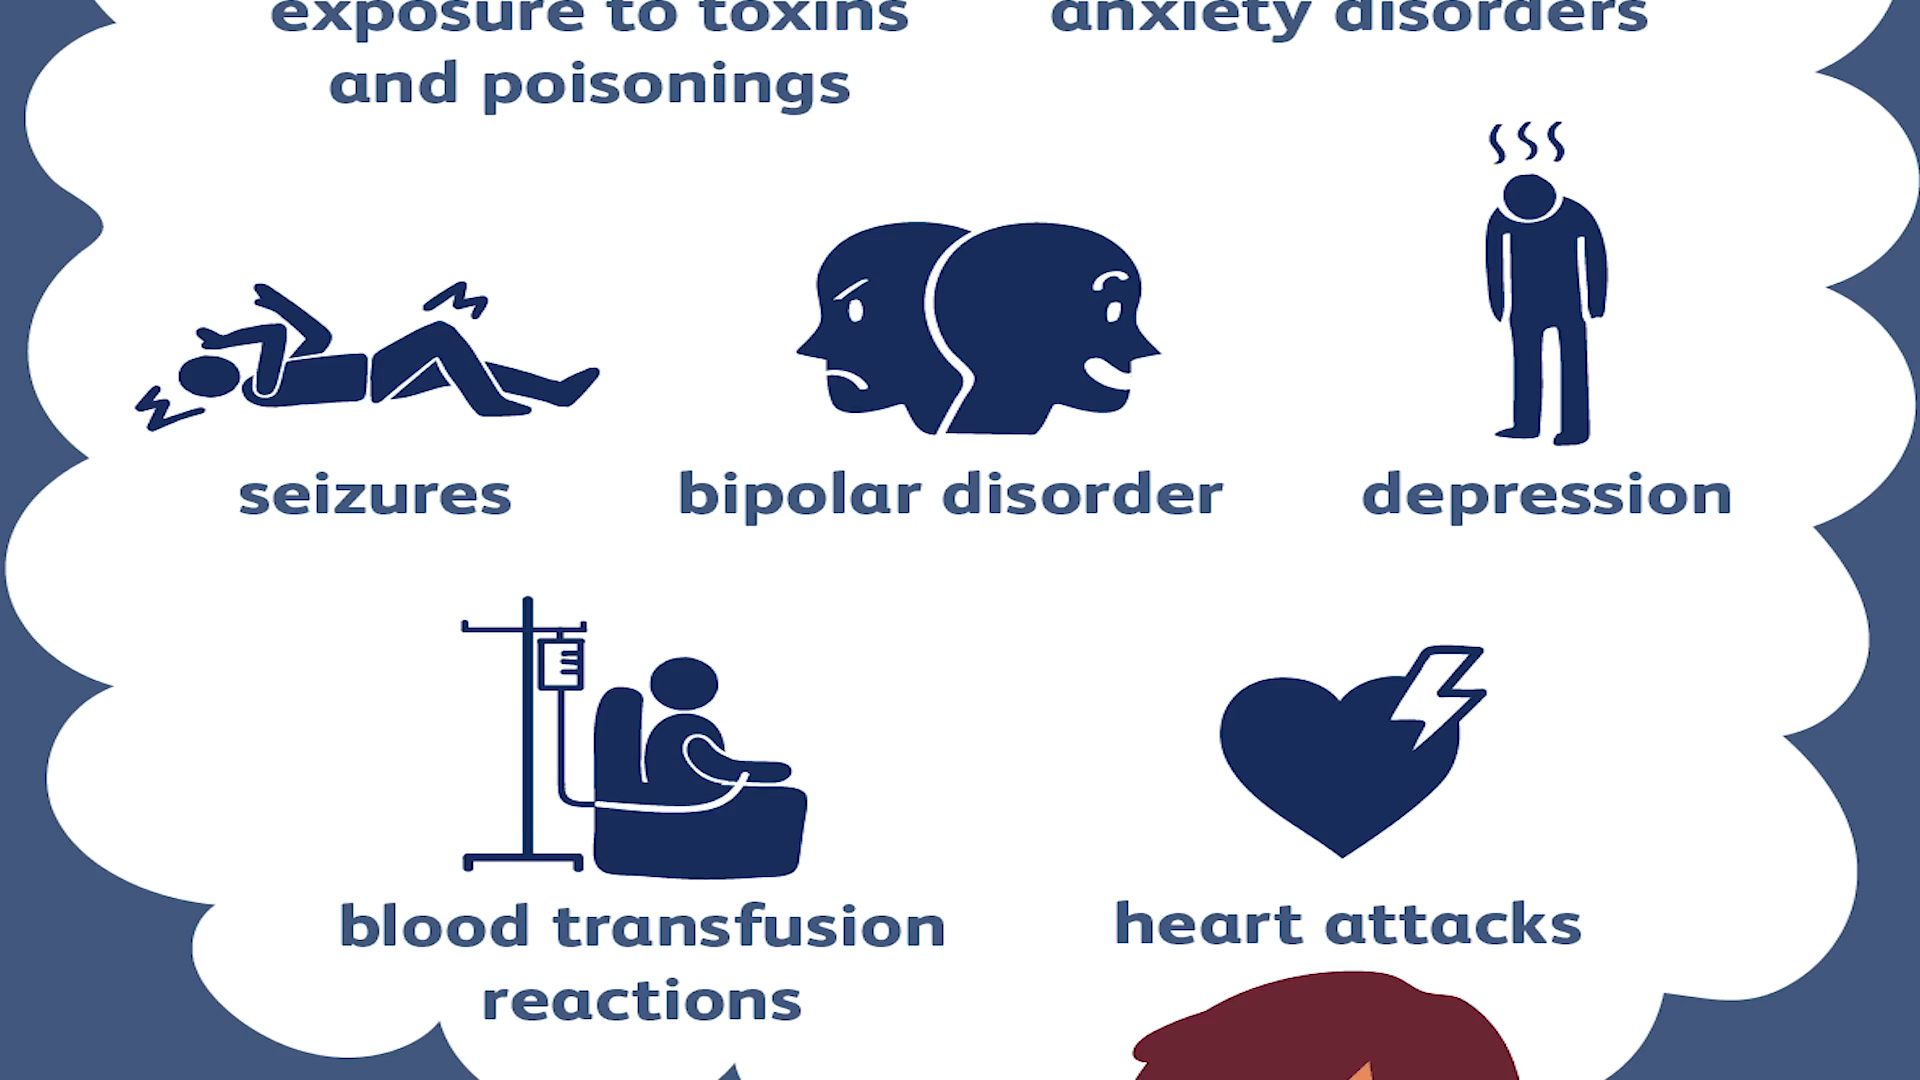 exposure to toxins
and poisonings
anxiety disorders
seizures
bipolar disorder
depression
blood transfusion
reactions
heart attacks